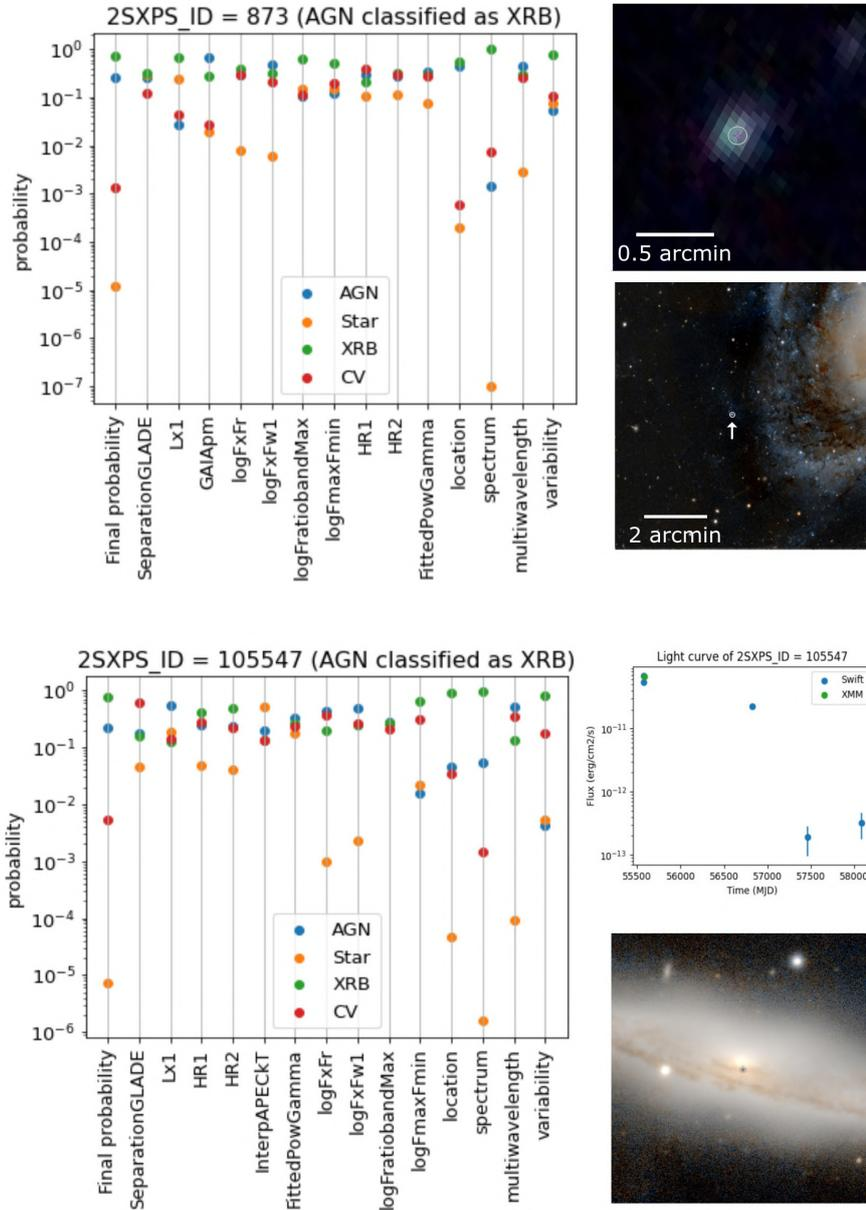 2SXPS_ID = 873 (AGN classified as XRB)
10^0
10^-1
10^-2
10^-3
10^-4
10^-5
10^-6
10^-7
probability
AGN
Star
XRB
CV
Final probability
SeparationGLADE
Lx1
GAIApm
logFxFr
logFxFw1
logFratiobandMax
logFmaxFmin
HR1
HR2
FittedPowGamma
location
spectrum
multiwavelength
variability
0.5 arcmin
2 arcmin
2SXPS_ID = 105547 (AGN classified as XRB)
10^0
10^-1
10^-2
10^-3
10^-4
10^-5
10^-6
probability
AGN
Star
XRB
CV
Final probability
SeparationGLADE
Lx1
HR1
HR2
InterpAPECkT
FittedPowGamma
logFxFr
logFxFw1
logFratiobandMax
logFmaxFmin
location
spectrum
multiwavelength
variability
Light curve of 2SXPS_ID = 105547
Swift
XMM
10^-11
10^-12
10^-13
Flux (erg/cm2/s)
55500 56000 56500 57000 57500 58000
Time (MJD)